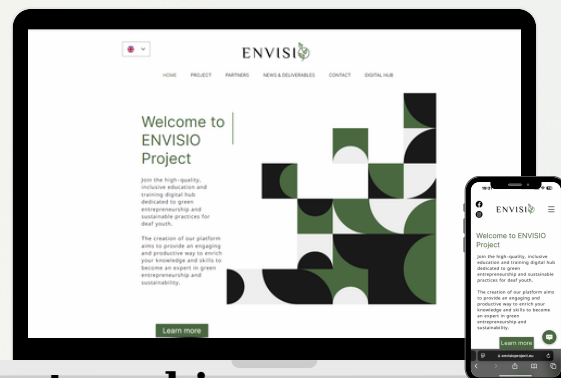 ENVISIO
HOME PROJECT PARTNERS NEWS & DELIVERABLES CONTACT DIGITAL HUB
Welcome to
ENVISIO
Project
Join the high-quality,
inclusive education and
training digital hub
dedicated to green
entrepreneurship and
sustainable practices for
deaf youth.
The creation of our platform
aims to provide an engaging
and productive way to enrich
your knowledge and skills to
become an expert in green
entrepreneurship and
sustainability.
Learn more
ENVISIO
Welcome to ENVISIO
Project
Join the high-quality, inclusive
education and training digital hub
dedicated to green
entrepreneurship and sustainable
practices for deaf youth.
The creation of our platform aims
to provide an engaging and
productive way to enrich your
knowledge and skills to become
an expert in green
entrepreneurship and
sustainability.
Learn more
envisioproject.eu